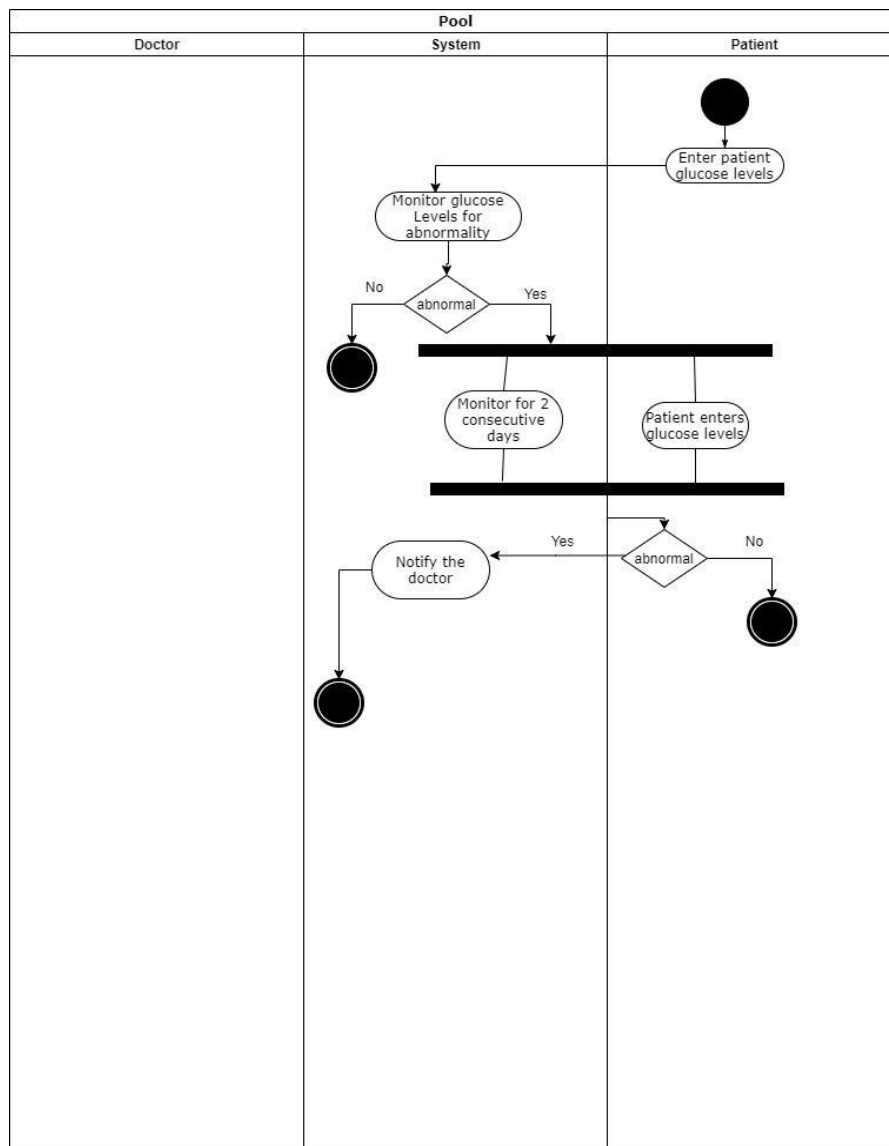 Pool
Doctor
System
Patient
Enter patient
glucose levels
Monitor glucose
Levels for
abnormality
No
abnormal
Yes
Monitor for 2
consecutive
days
Patient enters
glucose levels
Yes
abnormal
No
Notify the
doctor